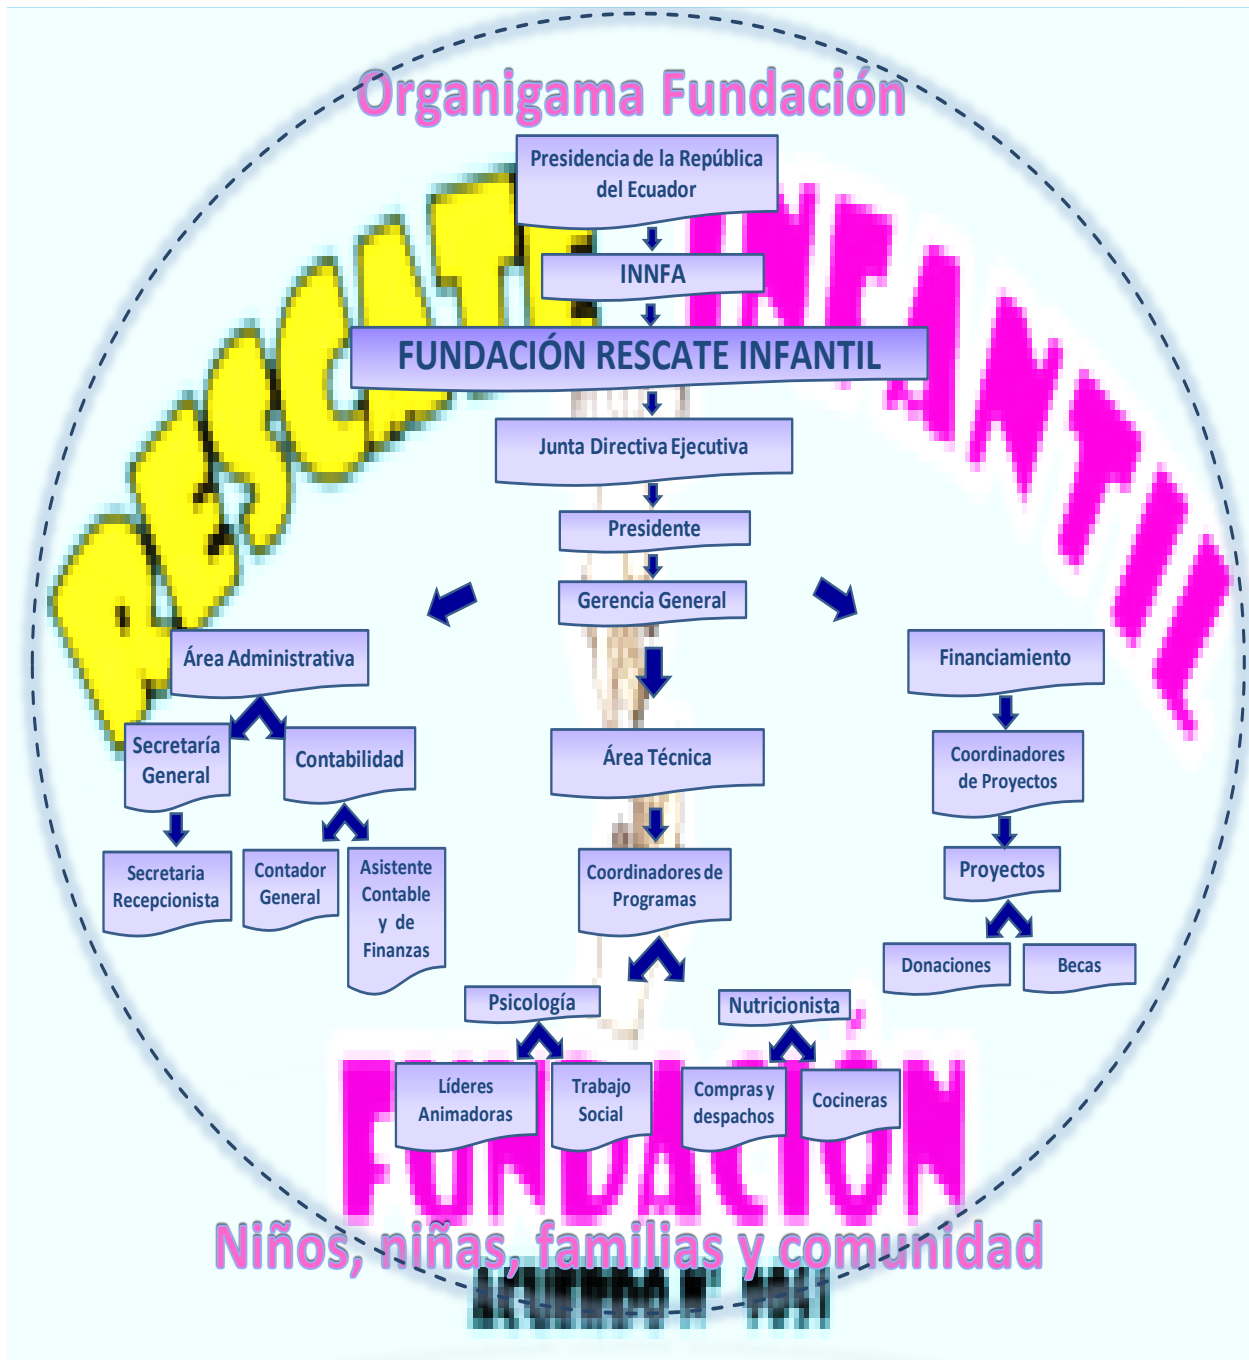 Organigama Fundación
Presidencia de la República
del Ecuador
INNFA
FUNDACIÓN RESCATE INFANTIL
Junta Directiva Ejecutiva
Presidente
Gerencia General
Área Administrativa
Financiamiento
Secretaría
General
Contabilidad
Área Técnica
Coordinadores
de Proyectos
Secretaria
Recepcionista
Contador
General
Asistente
Contable
y de
Finanzas
Coordinadores de
Programas
Proyectos
Donaciones
Becas
Psicología
Nutricionista
Líderes
Animadoras
Trabajo
Social
Compras y
despachos
Cocineras
RESCATE INFANTIL
FUNDACIÓN
Niños, niñas, familias y comunidad
ACUERDO Nº